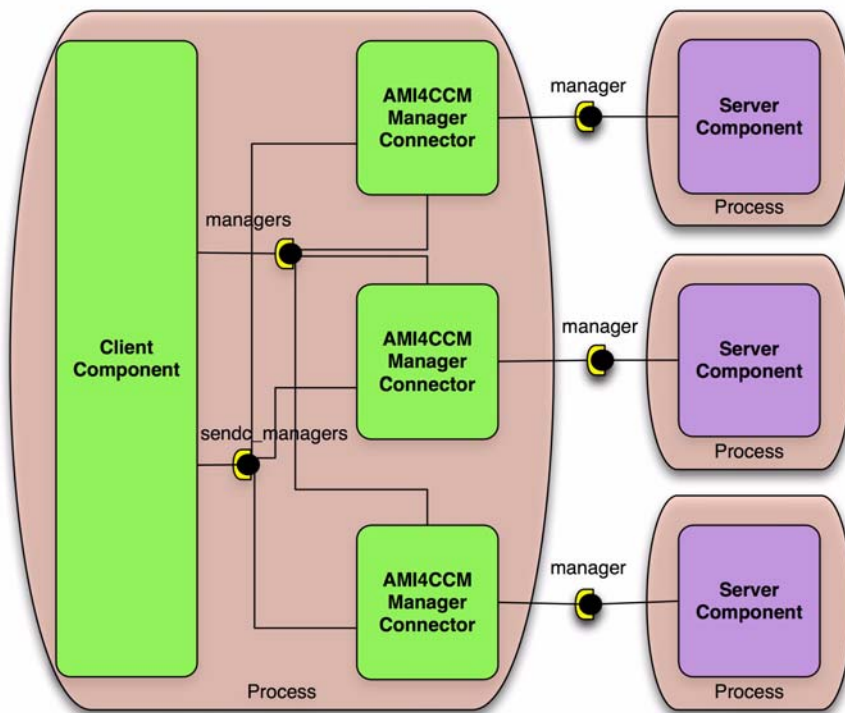 AMI4CCM
Manager
Connector
manager
Server
Component
Process
managers
Client
Component
AMI4CCM
Manager
Connector
manager
Server
Component
Process
sendc_managers
AMI4CCM
Manager
Connector
manager
Server
Component
Process
Process